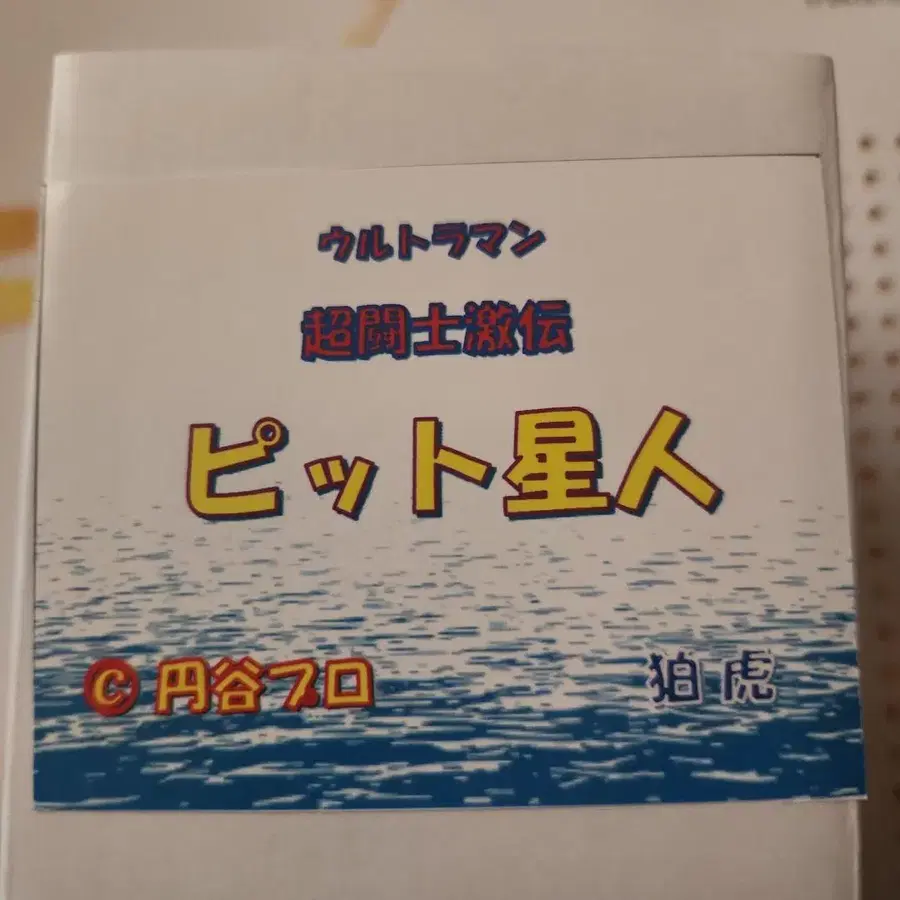 ウルトラマン
超闘士激伝
ピット星人
© 円谷プロ 狛虎